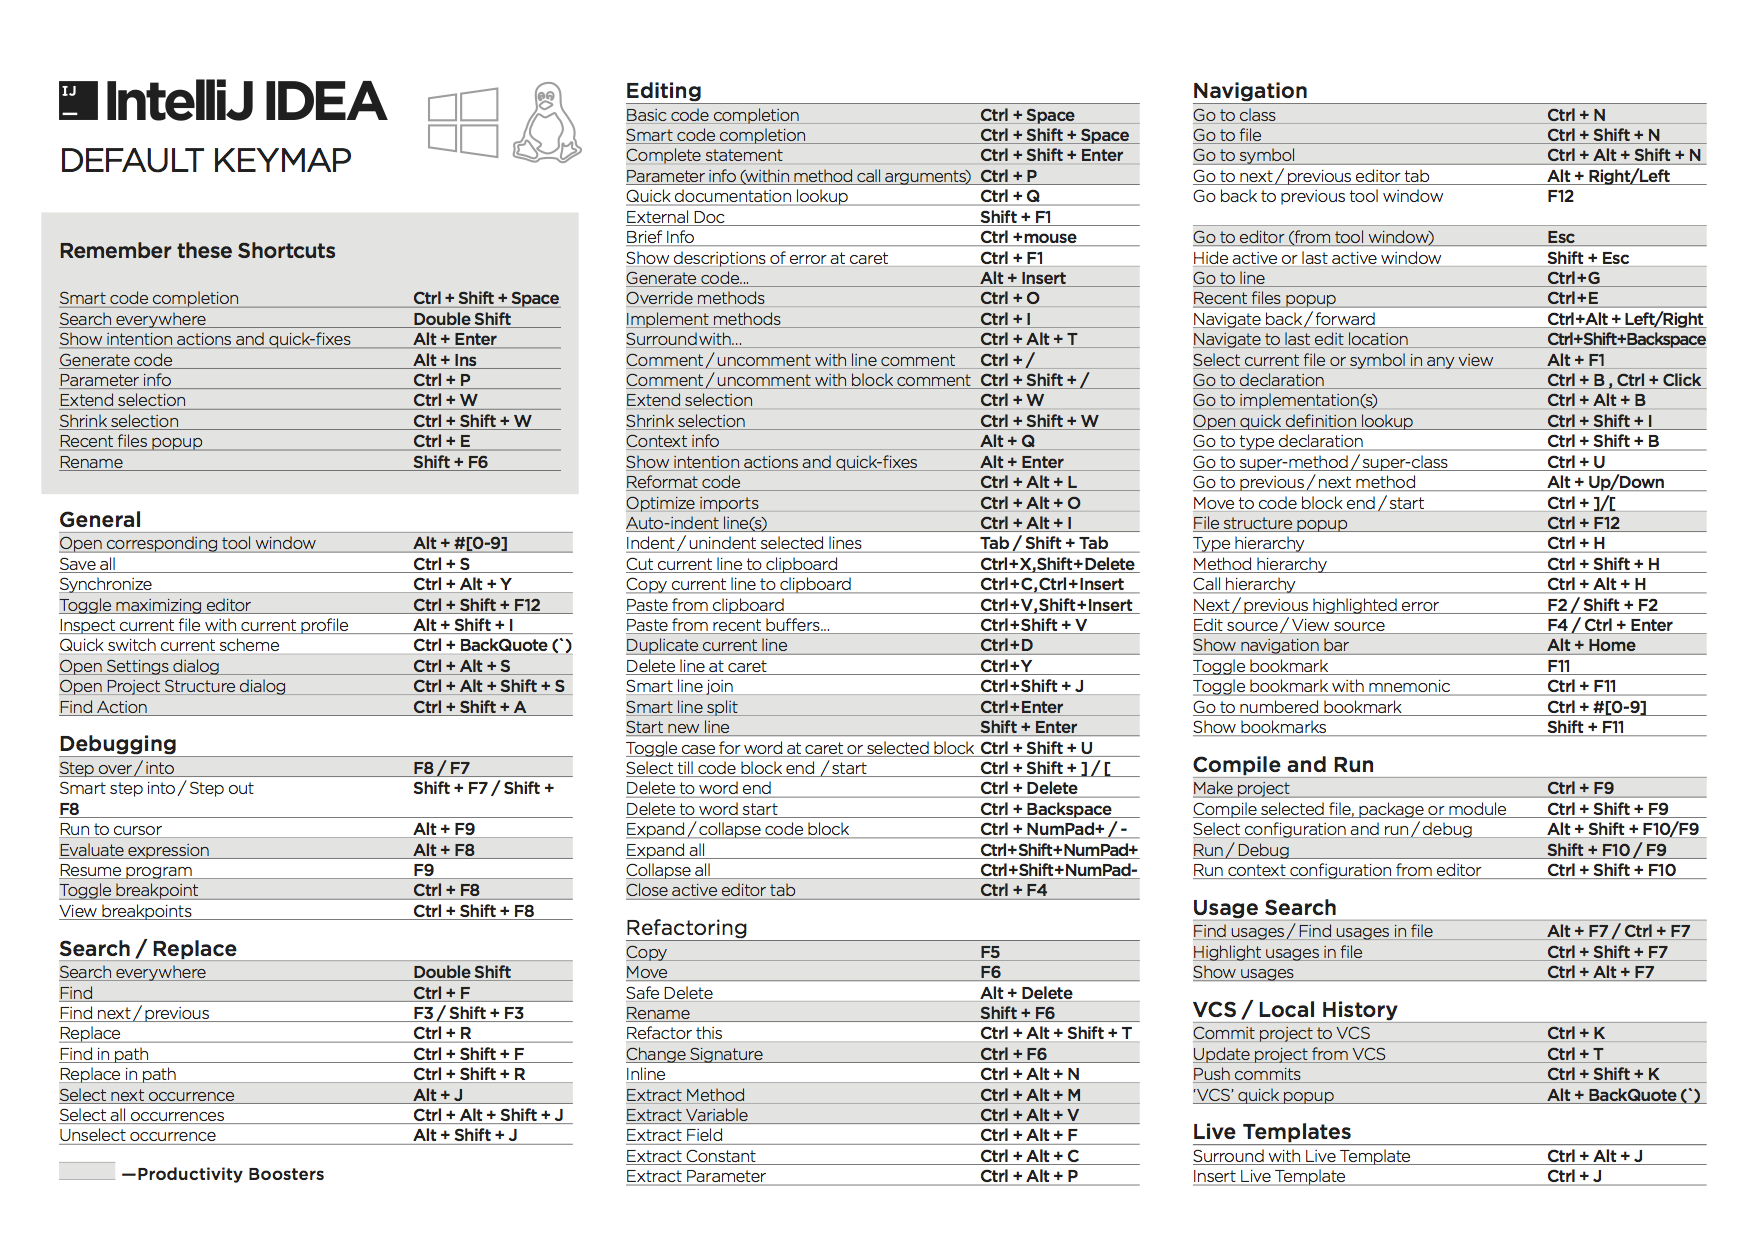 IJ IntelliJ IDEA
DEFAULT KEYMAP
Remember these Shortcuts
Smart code completion Ctrl + Shift + Space
Search everywhere Double Shift
Show intention actions and quick-fixes Alt + Enter
Generate code Alt + Ins
Parameter info Ctrl + P
Extend selection Ctrl + W
Shrink selection Ctrl + Shift + W
Recent files popup Ctrl + E
Rename Shift + F6
General
Open corresponding tool window Alt + #[0-9]
Save all Ctrl + S
Synchronize Ctrl + Alt + Y
Toggle maximizing editor Ctrl + Shift + F12
Inspect current file with current profile Alt + Shift + I
Quick switch current scheme Ctrl + BackQuote (`)
Open Settings dialog Ctrl + Alt + S
Open Project Structure dialog Ctrl + Alt + Shift + S
Find Action Ctrl + Shift + A
Debugging
Step over / into F8 / F7
Smart step into / Step out Shift + F7 / Shift +
F8
Run to cursor Alt + F9
Evaluate expression Alt + F8
Resume program F9
Toggle breakpoint Ctrl + F8
View breakpoints Ctrl + Shift + F8
Search / Replace
Search everywhere Double Shift
Find Ctrl + F
Find next / previous F3 / Shift + F3
Replace Ctrl + R
Find in path Ctrl + Shift + F
Replace in path Ctrl + Shift + R
Select next occurrence Alt + J
Select all occurrences Ctrl + Alt + Shift + J
Unselect occurrence Alt + Shift + J
—Productivity Boosters
Editing
Basic code completion Ctrl + Space
Smart code completion Ctrl + Shift + Space
Complete statement Ctrl + Shift + Enter
Parameter info (within method call arguments) Ctrl + P
Quick documentation lookup Ctrl + Q
External Doc Shift + F1
Brief Info Ctrl +mouse
Show descriptions of error at caret Ctrl + F1
Generate code... Alt + Insert
Override methods Ctrl + O
Implement methods Ctrl + I
Surroundwith... Ctrl + Alt + T
Comment / uncomment with line comment Ctrl + /
Comment / uncomment with block comment Ctrl + Shift + /
Extend selection Ctrl + W
Shrink selection Ctrl + Shift + W
Context info Alt + Q
Show intention actions and quick-fixes Alt + Enter
Reformat code Ctrl + Alt + L
Optimize imports Ctrl + Alt + O
Auto-indent line(s) Ctrl + Alt + I
Indent / unindent selected lines Tab / Shift + Tab
Cut current line to clipboard Ctrl+X,Shift+Delete
Copy current line to clipboard Ctrl+C,Ctrl+Insert
Paste from clipboard Ctrl+V,Shift+Insert
Paste from recent buffers... Ctrl+Shift + V
Duplicate current line Ctrl+D
Delete line at caret Ctrl+Y
Smart line join Ctrl+Shift + J
Smart line split Ctrl+Enter
Start new line Shift + Enter
Toggle case for word at caret or selected block Ctrl + Shift + U
Select till code block end / start Ctrl + Shift + ] / [
Delete to word end Ctrl + Delete
Delete to word start Ctrl + Backspace
Expand / collapse code block Ctrl + NumPad+ / -
Expand all Ctrl+Shift+NumPad+
Collapse all Ctrl+Shift+NumPad-
Close active editor tab Ctrl + F4
Refactoring
Copy F5
Move F6
Safe Delete Alt + Delete
Rename Shift + F6
Refactor this Ctrl + Alt + Shift + T
Change Signature Ctrl + F6
Inline Ctrl + Alt + N
Extract Method Ctrl + Alt + M
Extract Variable Ctrl + Alt + V
Extract Field Ctrl + Alt + F
Extract Constant Ctrl + Alt + C
Extract Parameter Ctrl + Alt + P
Navigation
Go to class Ctrl + N
Go to file Ctrl + Shift + N
Go to symbol Ctrl + Alt + Shift + N
Go to next / previous editor tab Alt + Right/Left
Go back to previous tool window F12
Go to editor (from tool window) Esc
Hide active or last active window Shift + Esc
Go to line Ctrl+G
Recent files popup Ctrl+E
Navigate back / forward Ctrl+Alt + Left/Right
Navigate to last edit location Ctrl+Shift+Backspace
Select current file or symbol in any view Alt + F1
Go to declaration Ctrl + B , Ctrl + Click
Go to implementation(s) Ctrl + Alt + B
Open quick definition lookup Ctrl + Shift + I
Go to type declaration Ctrl + Shift + B
Go to super-method / super-class Ctrl + U
Go to previous / next method Alt + Up/Down
Move to code block end / start Ctrl + ]/[
File structure popup Ctrl + F12
Type hierarchy Ctrl + H
Method hierarchy Ctrl + Shift + H
Call hierarchy Ctrl + Alt + H
Next / previous highlighted error F2 / Shift + F2
Edit source / View source F4 / Ctrl + Enter
Show navigation bar Alt + Home
Toggle bookmark F11
Toggle bookmark with mnemonic Ctrl + F11
Go to numbered bookmark Ctrl + #[0-9]
Show bookmarks Shift + F11
Compile and Run
Make project Ctrl + F9
Compile selected file, package or module Ctrl + Shift + F9
Select configuration and run / debug Alt + Shift + F10/F9
Run / Debug Shift + F10 / F9
Run context configuration from editor Ctrl + Shift + F10
Usage Search
Find usages / Find usages in file Alt + F7 / Ctrl + F7
Highlight usages in file Ctrl + Shift + F7
Show usages Ctrl + Alt + F7
VCS / Local History
Commit project to VCS Ctrl + K
Update project from VCS Ctrl + T
Push commits Ctrl + Shift + K
'VCS' quick popup Alt + BackQuote (`)
Live Templates
Surround with Live Template Ctrl + Alt + J
Insert Live Template Ctrl + J